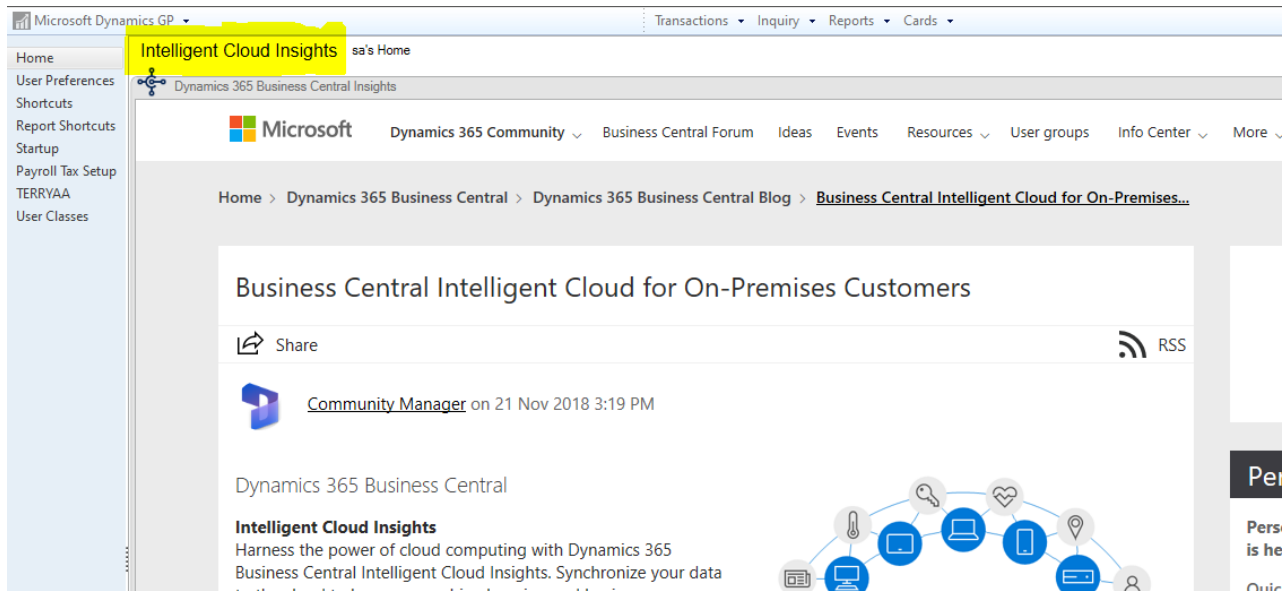 Microsoft Dynamics GP Transactions Inquiry Reports Cards
Intelligent Cloud Insights sa's Home
Home
User Preferences
Shortcuts
Report Shortcuts
Startup
Payroll Tax Setup
TERRYAA
User Classes
Dynamics 365 Business Central Insights
Microsoft Dynamics 365 Community Business Central Forum Ideas Events Resources User groups Info Center More
Home > Dynamics 365 Business Central > Dynamics 365 Business Central Blog > Business Central Intelligent Cloud for On-Premises...
Business Central Intelligent Cloud for On-Premises Customers
Share RSS
Community Manager on 21 Nov 2018 3:19 PM
Dynamics 365 Business Central
Intelligent Cloud Insights
Harness the power of cloud computing with Dynamics 365
Business Central Intelligent Cloud Insights. Synchronize your data
Per
Pers
is he